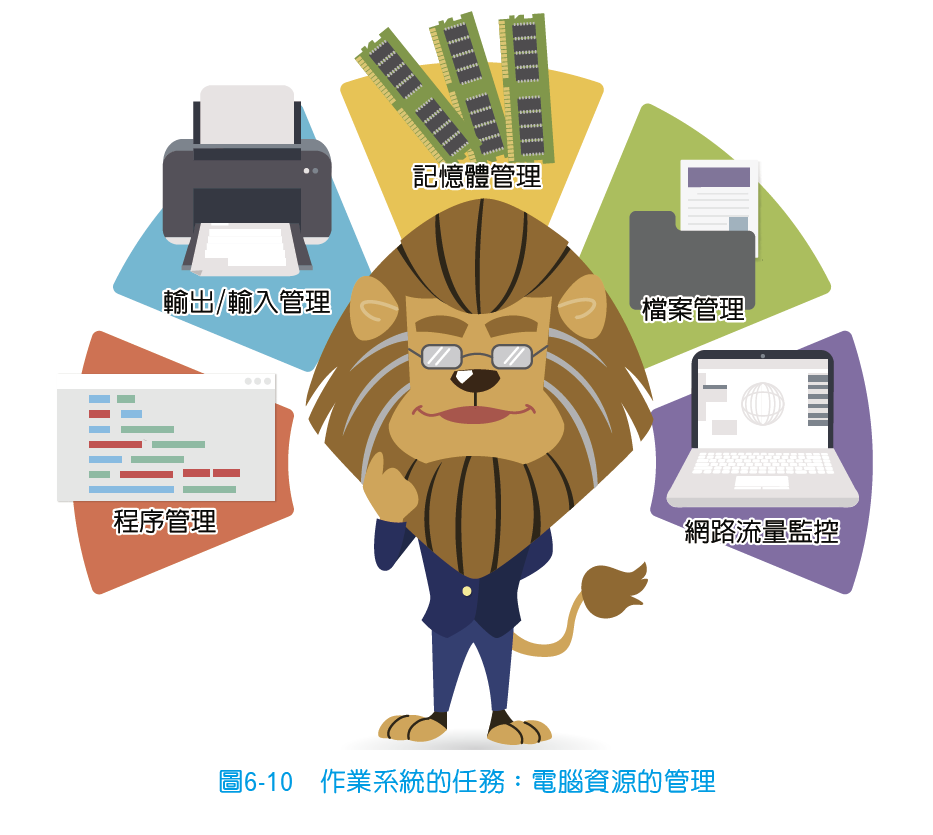 記憶體管理
輸出/輸入管理
檔案管理
程序管理
網路流量監控
圖6-10　作業系統的任務：電腦資源的管理